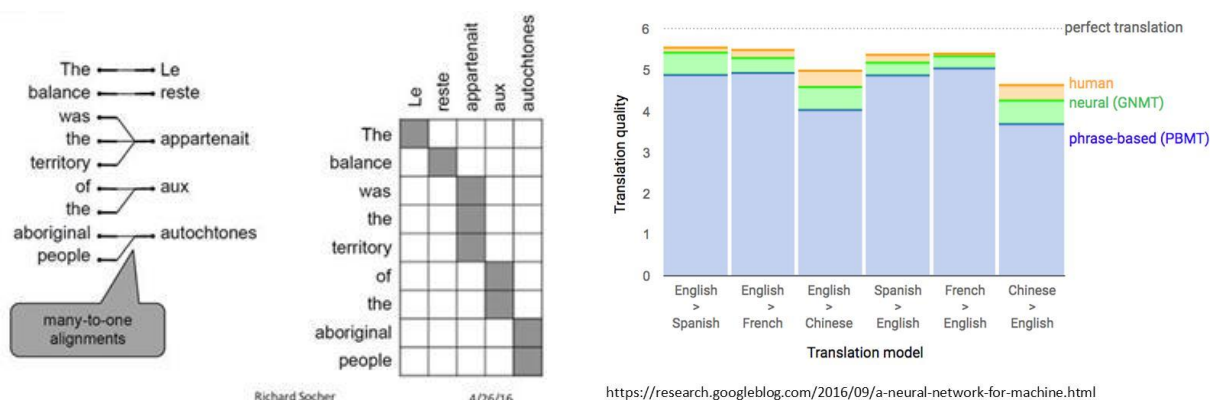 The Le
balance reste
was
the appartenait
territory
of aux
the
aboriginal autochtones
people
many-to-one
alignments
Le
reste
appartenait
aux
autochtones
The
balance
was
the
territory
of
the
aboriginal
people
Richard Socher 4/26/16
6 perfect translation
5
4
3
2
1
0
Translation quality
human
neural (GNMT)
phrase-based (PBMT)
English
>
Spanish
English
>
French
English
>
Chinese
Spanish
>
English
French
>
English
Chinese
>
English
Translation model
https://research.googleblog.com/2016/09/a-neural-network-for-machine.html